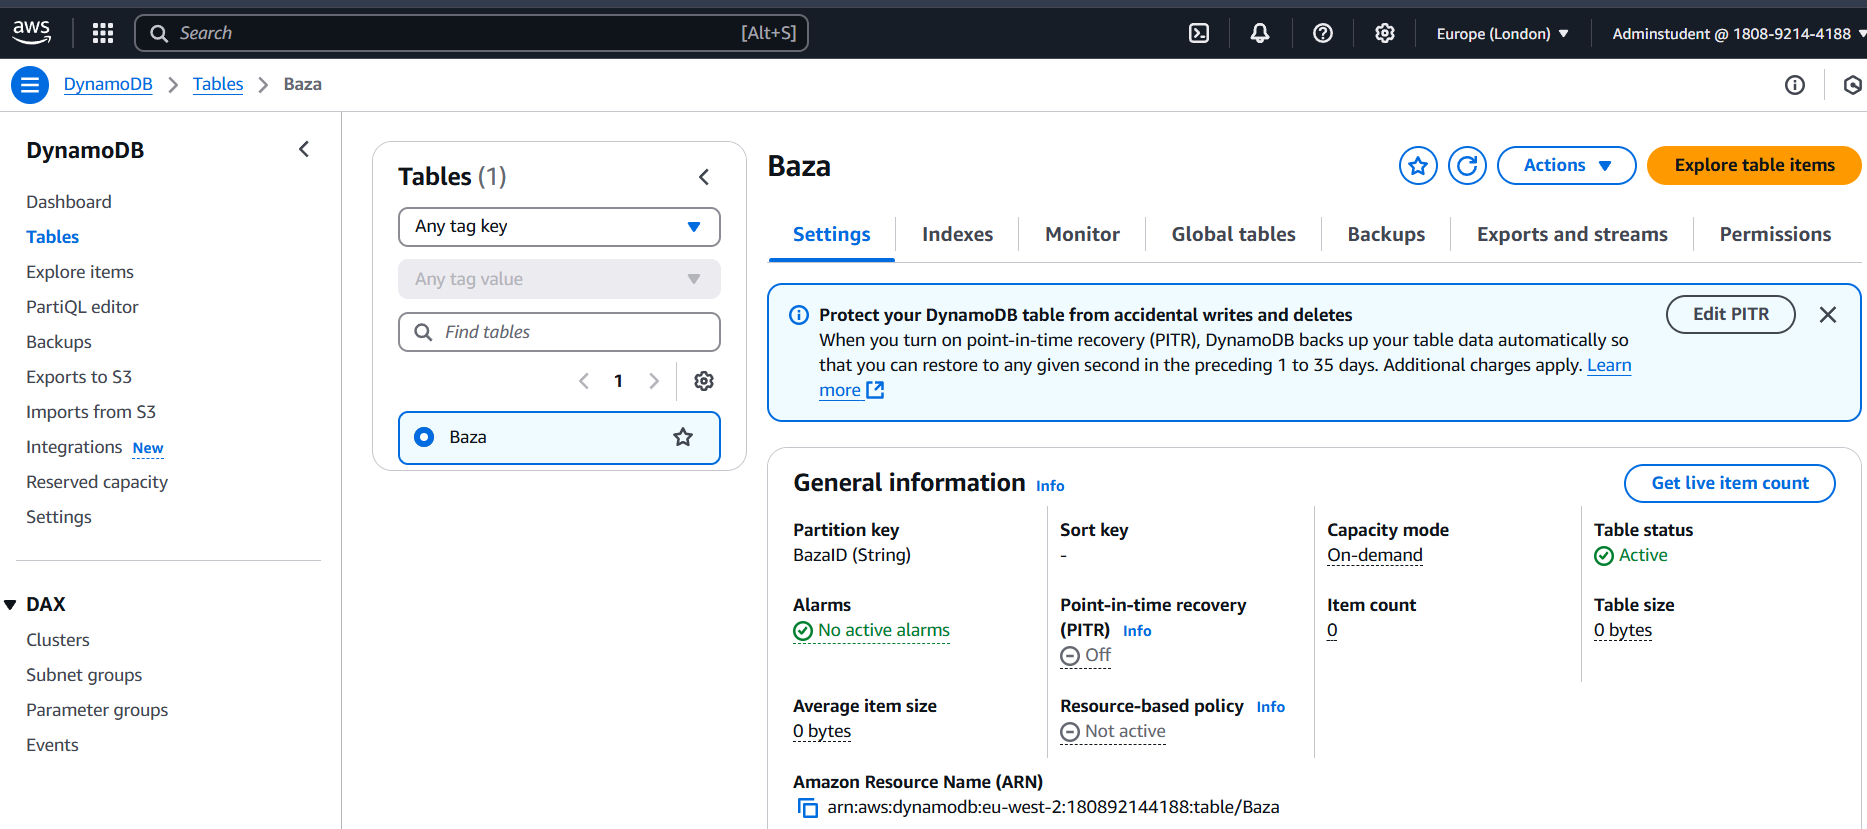 aws
Search [Alt+S]
Europe (London)
Adminstudent @ 1808-9214-4188
DynamoDB
Tables
Baza
DynamoDB
Dashboard
Tables
Explore items
PartiQL editor
Backups
Exports to S3
Imports from S3
Integrations New
Reserved capacity
Settings
DAX
Clusters
Subnet groups
Parameter groups
Events
Tables (1)
Any tag key
Any tag value
Find tables
1
Baza
Baza
Actions
Explore table items
Settings
Indexes
Monitor
Global tables
Backups
Exports and streams
Permissions
Protect your DynamoDB table from accidental writes and deletes
When you turn on point-in-time recovery (PITR), DynamoDB backs up your table data automatically so
that you can restore to any given second in the preceding 1 to 35 days. Additional charges apply. Learn
more
Edit PITR
General information Info
Get live item count
Partition key
BazaID (String)
Sort key
-
Capacity mode
On-demand
Table status
Active
Alarms
No active alarms
Point-in-time recovery
(PITR) Info
Off
Item count
0
Table size
0 bytes
Average item size
0 bytes
Resource-based policy Info
Not active
Amazon Resource Name (ARN)
arn:aws:dynamodb:eu-west-2:180892144188:table/Baza